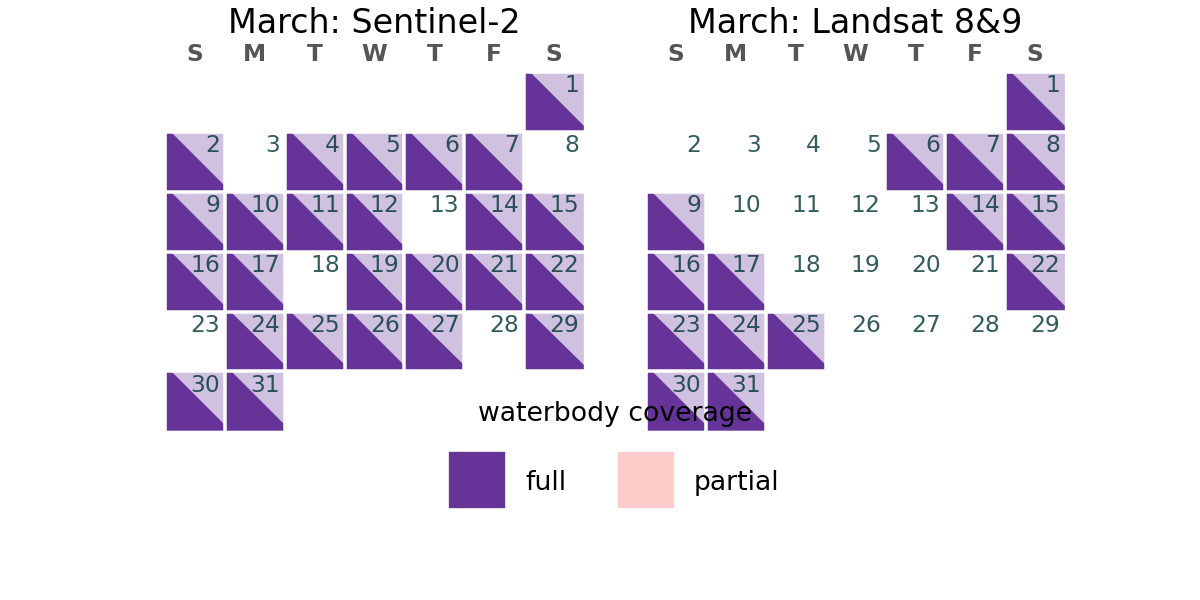 March: Sentinel-2
S M T W T F S
1
2 3 4 5 6 7 8
9 10 11 12 13 14 15
16 17 18 19 20 21 22
23 24 25 26 27 28 29
30 31
March: Landsat 8&9
S M T W T F S
1
2 3 4 5 6 7 8
9 10 11 12 13 14 15
16 17 18 19 20 21 22
23 24 25 26 27 28 29
30 31
waterbody coverage
full partial